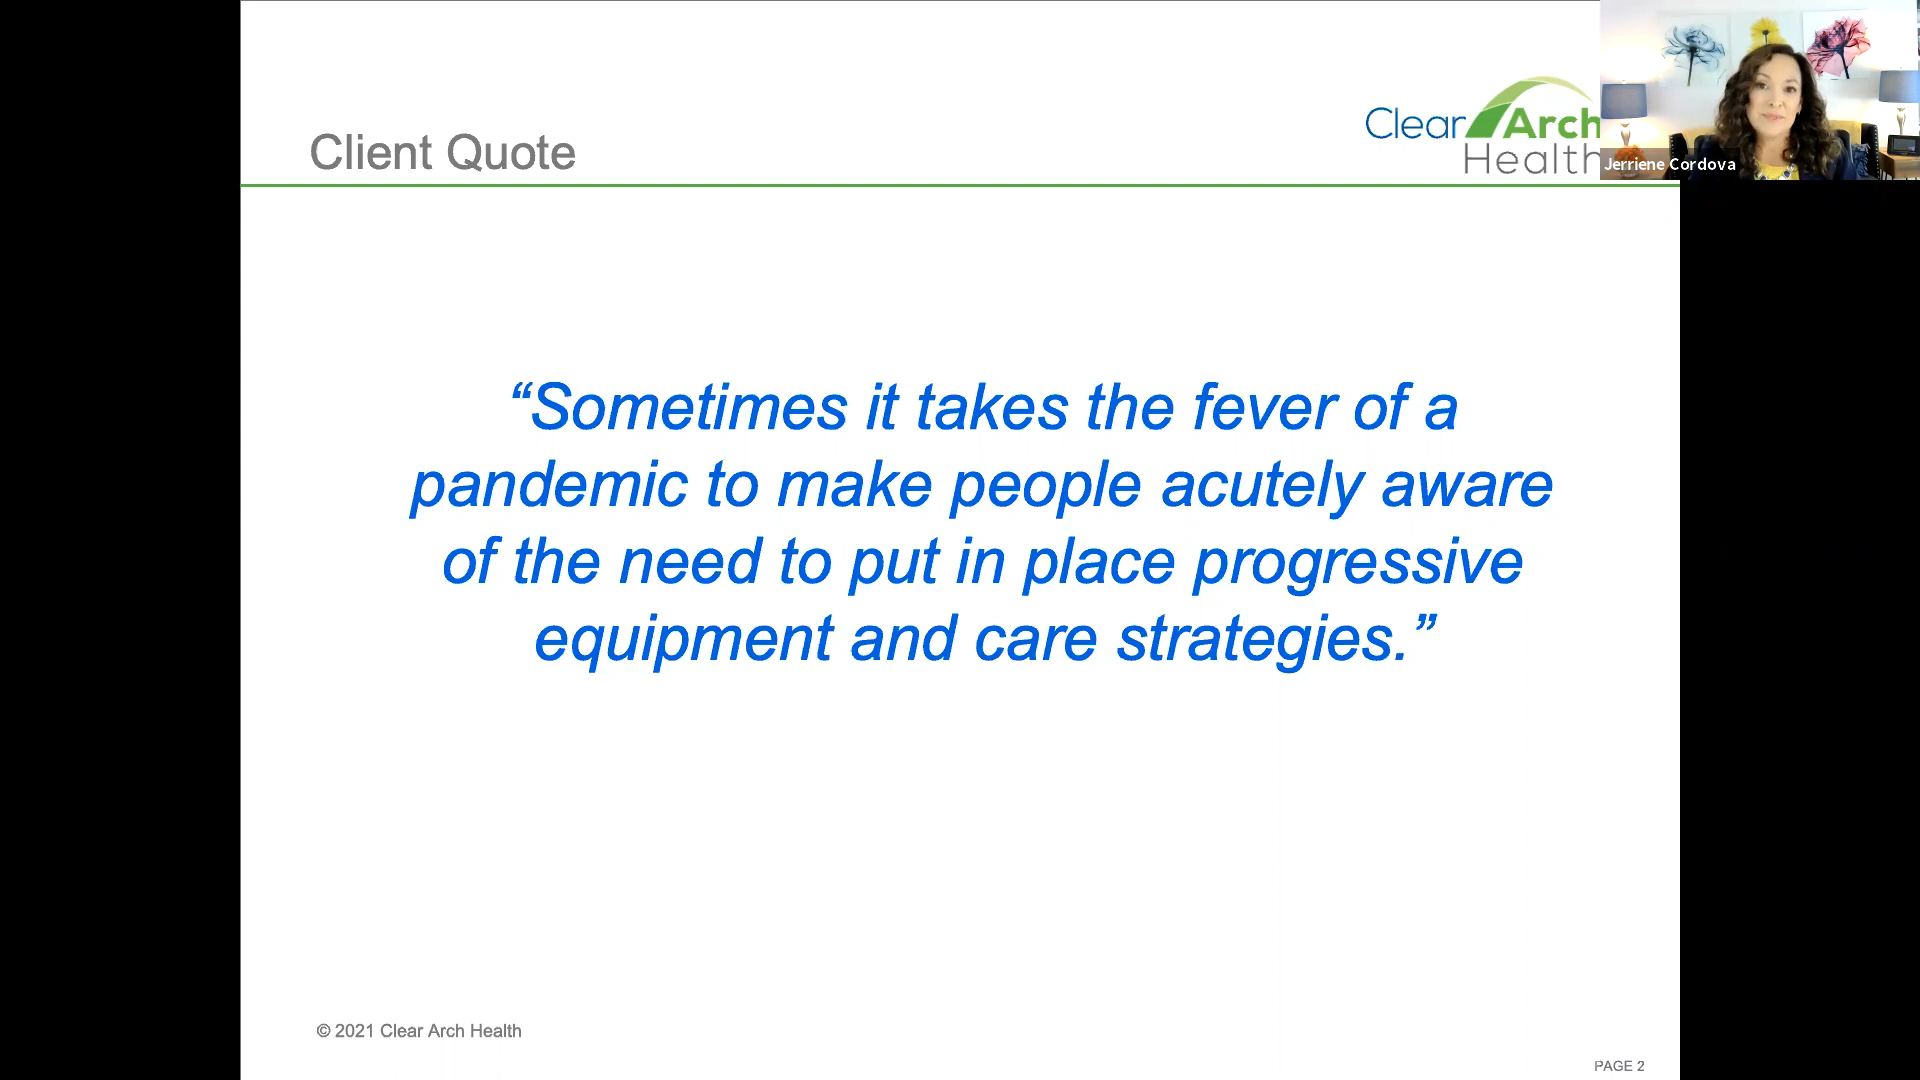 Client Quote
Clear Arch
Health
Jerriene Cordova
“Sometimes it takes the fever of a
pandemic to make people acutely aware
of the need to put in place progressive
equipment and care strategies.”
© 2021 Clear Arch Health
PAGE 2